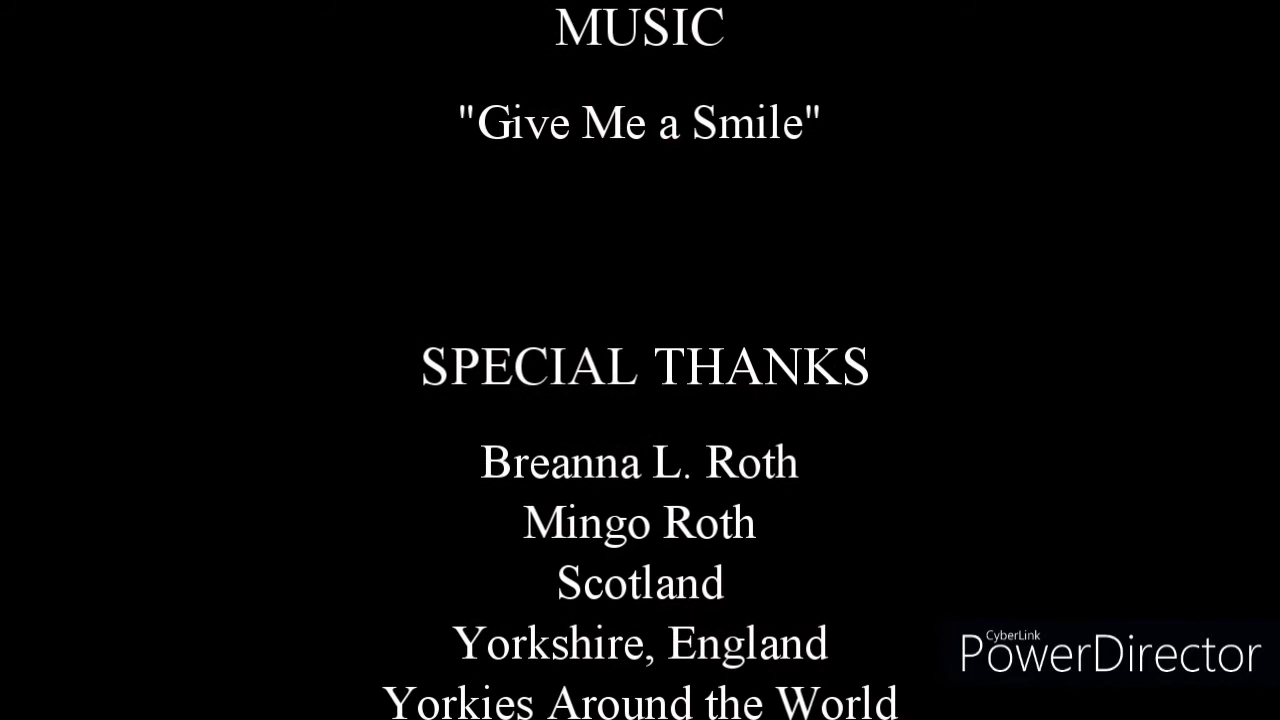 MUSIC
"Give Me a Smile"
SPECIAL THANKS
Breanna L. Roth
Mingo Roth
Scotland
Yorkshire, England
Yorkies Around the World
CyberLink
PowerDirector